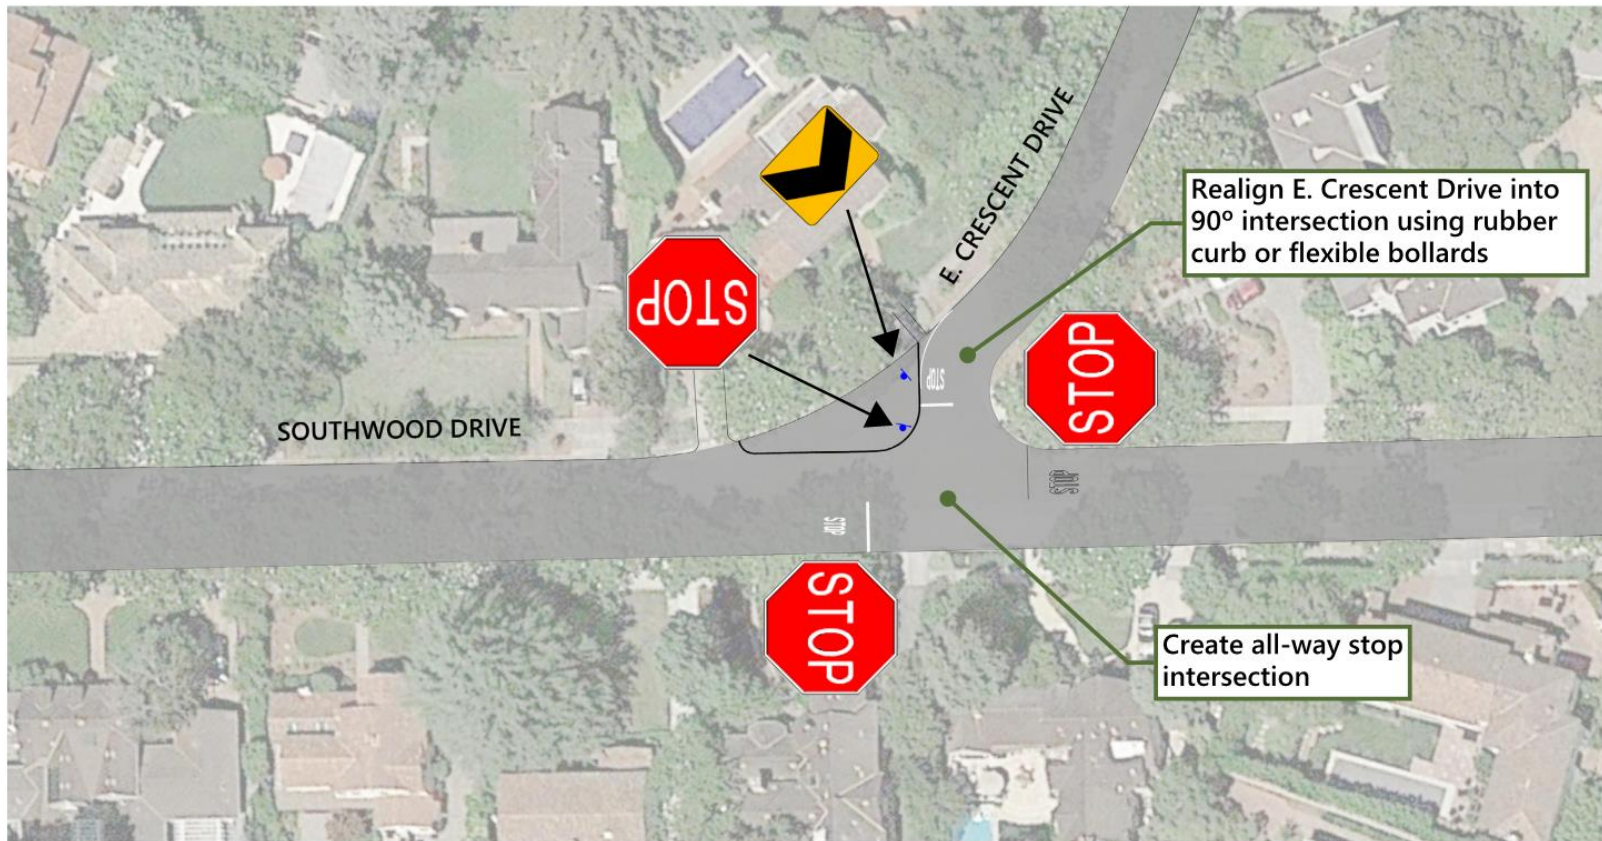 E. CRESCENT DRIVE
Realign E. Crescent Drive into
90º intersection using rubber
curb or flexible bollards
STOP
STOP
STOP
SOUTHWOOD DRIVE
STOP
STOP
STOP
Create all-way stop
intersection